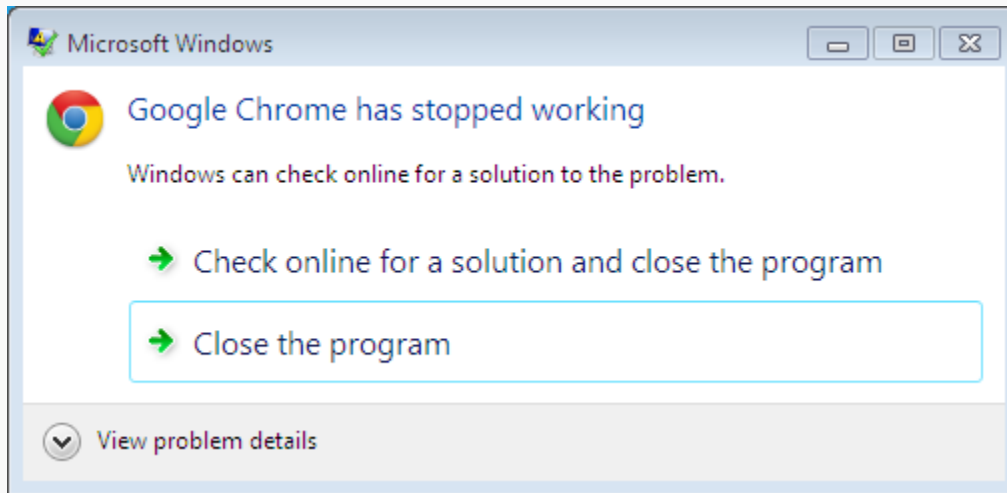 Microsoft Windows
Google Chrome has stopped working
Windows can check online for a solution to the problem.
Check online for a solution and close the program
Close the program
View problem details